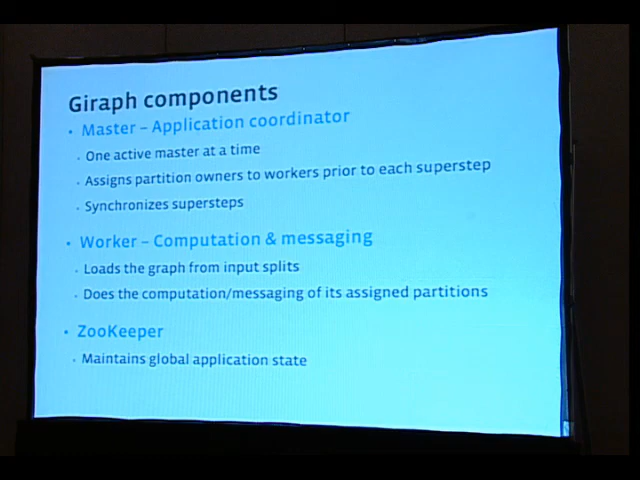 Giraph components
• Master – Application coordinator
• One active master at a time
• Assigns partition owners to workers prior to each superstep
• Synchronizes supersteps
• Worker – Computation & messaging
• Loads the graph from input splits
• Does the computation/messaging of its assigned partitions
• ZooKeeper
• Maintains global application state